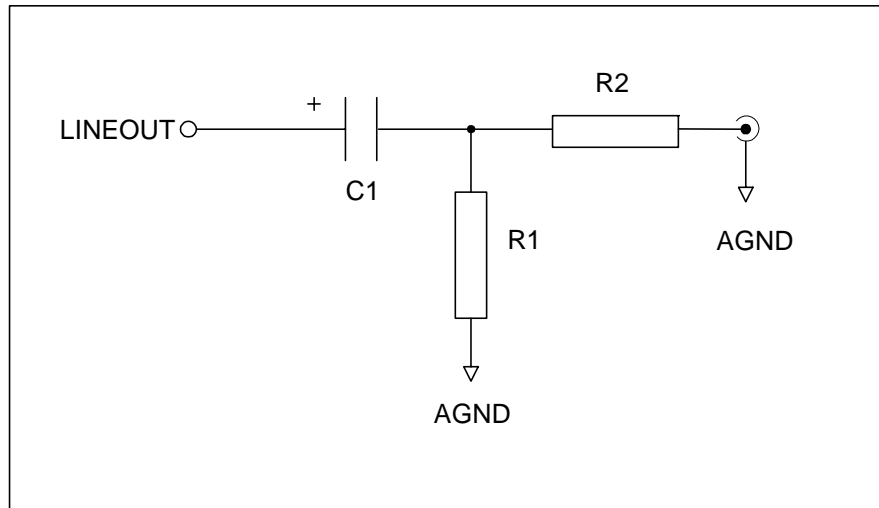 R2
+
LINEOUT
C1
R1
AGND
AGND